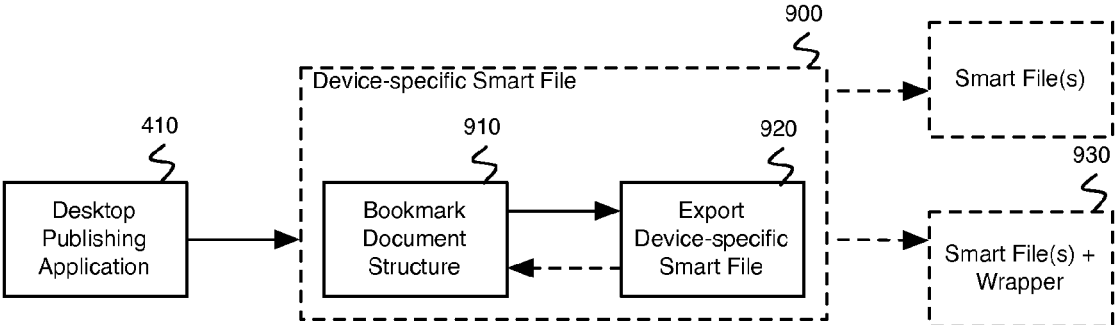 900
Smart File(s)
Device-specific Smart File
410
910
920
930
Desktop
Publishing
Application
Bookmark
Document
Structure
Export
Device-specific
Smart File
Smart File(s) +
Wrapper